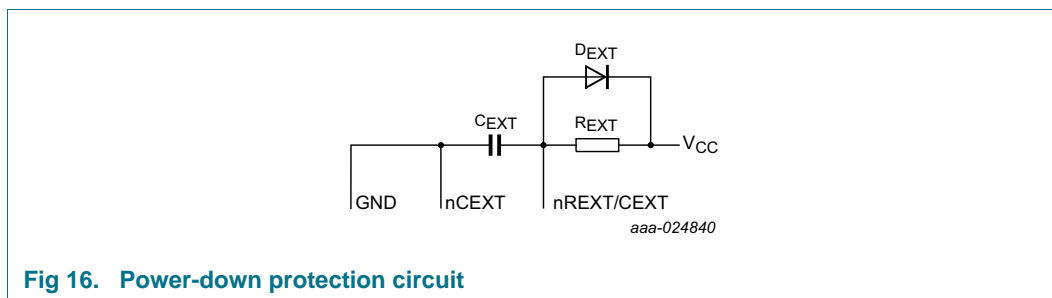 DEXT
CEXT
REXT
VCC
GND
nCEXT
nREXT/CEXT
aaa-024840
Fig 16. Power-down protection circuit